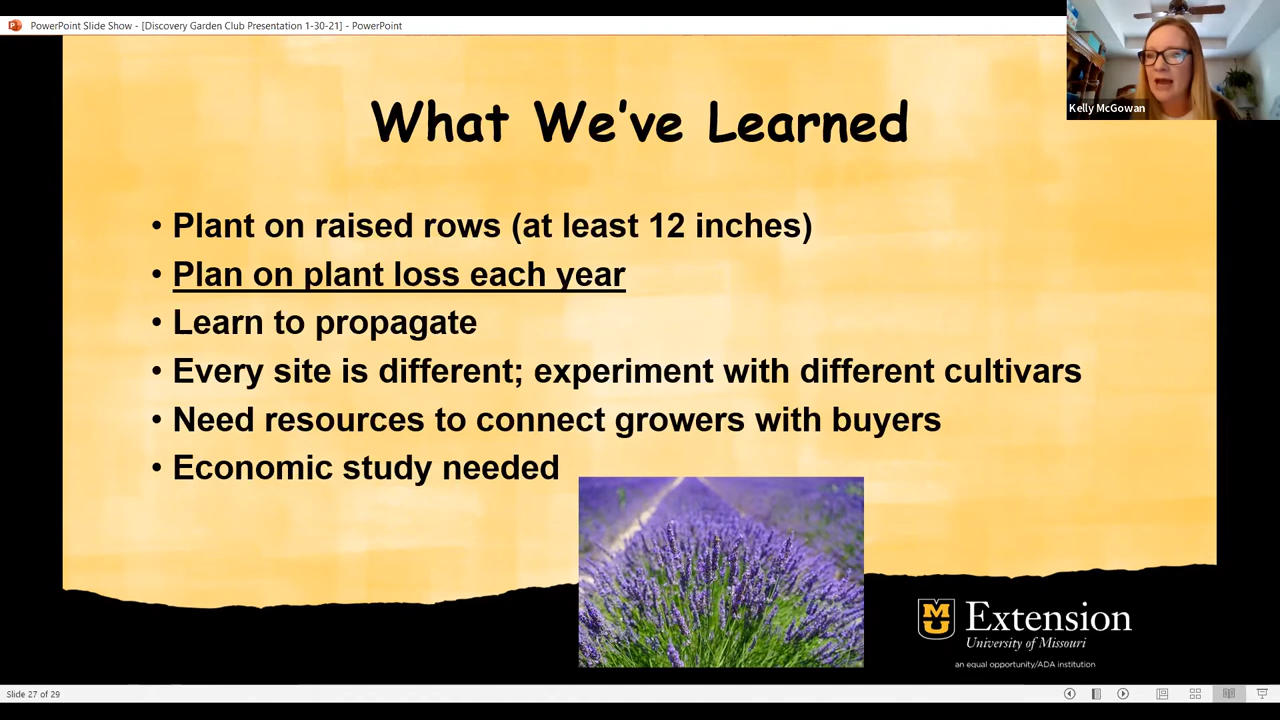 PowerPoint Slide Show - [Discovery Garden Club Presentation 1-30-21] - PowerPoint
Kelly McGowan
What We've Learned
• Plant on raised rows (at least 12 inches)
• Plan on plant loss each year
• Learn to propagate
• Every site is different; experiment with different cultivars
• Need resources to connect growers with buyers
• Economic study needed
MU
Extension
University of Missouri
an equal opportunity/ADA institution
Slide 27 of 29